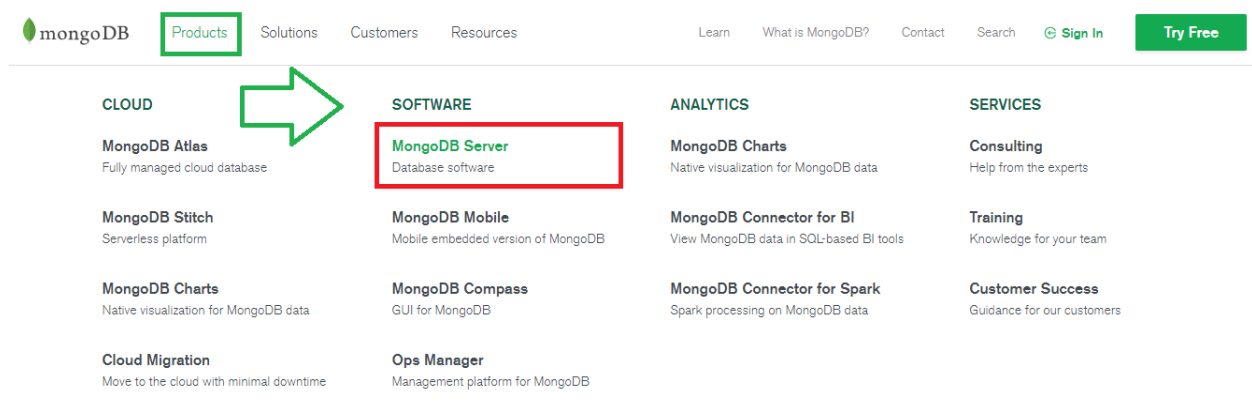 mongoDB Products Solutions Customers Resources Learn What is MongoDB? Contact Search Sign In Try Free
CLOUD
MongoDB Atlas
Fully managed cloud database
MongoDB Stitch
Serverless platform
MongoDB Charts
Native visualization for MongoDB data
Cloud Migration
Move to the cloud with minimal downtime
SOFTWARE
MongoDB Server
Database software
MongoDB Mobile
Mobile embedded version of MongoDB
MongoDB Compass
GUI for MongoDB
Ops Manager
Management platform for MongoDB
ANALYTICS
MongoDB Charts
Native visualization for MongoDB data
MongoDB Connector for BI
View MongoDB data in SQL-based BI tools
MongoDB Connector for Spark
Spark processing on MongoDB data
SERVICES
Consulting
Help from the experts
Training
Knowledge for your team
Customer Success
Guidance for our customers